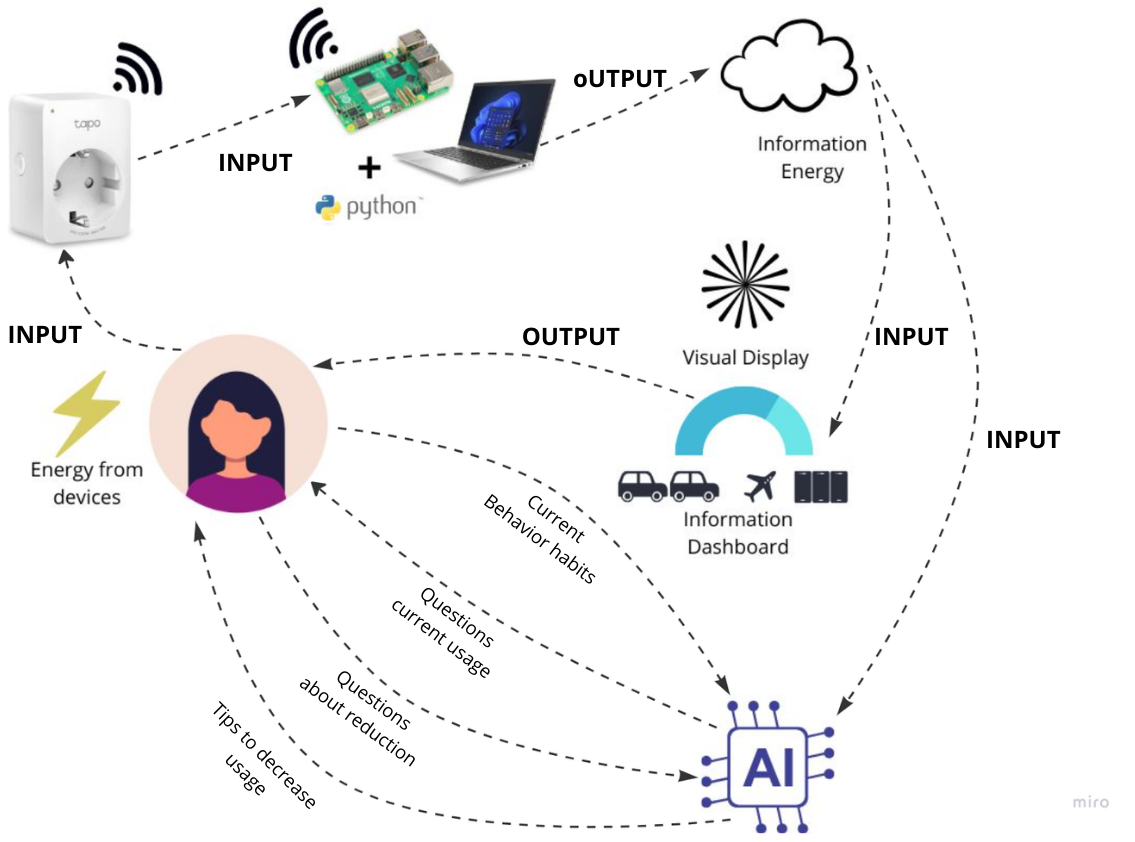 tapo
INPUT
+
python
oUTPUT
Information
Energy
INPUT
Energy from
devices
OUTPUT
Visual Display
INPUT
INPUT
Information
Dashboard
Current
Behavior habits
Questions
current usage
Questions
about reduction
Tips to decrease
usage
AI
miro